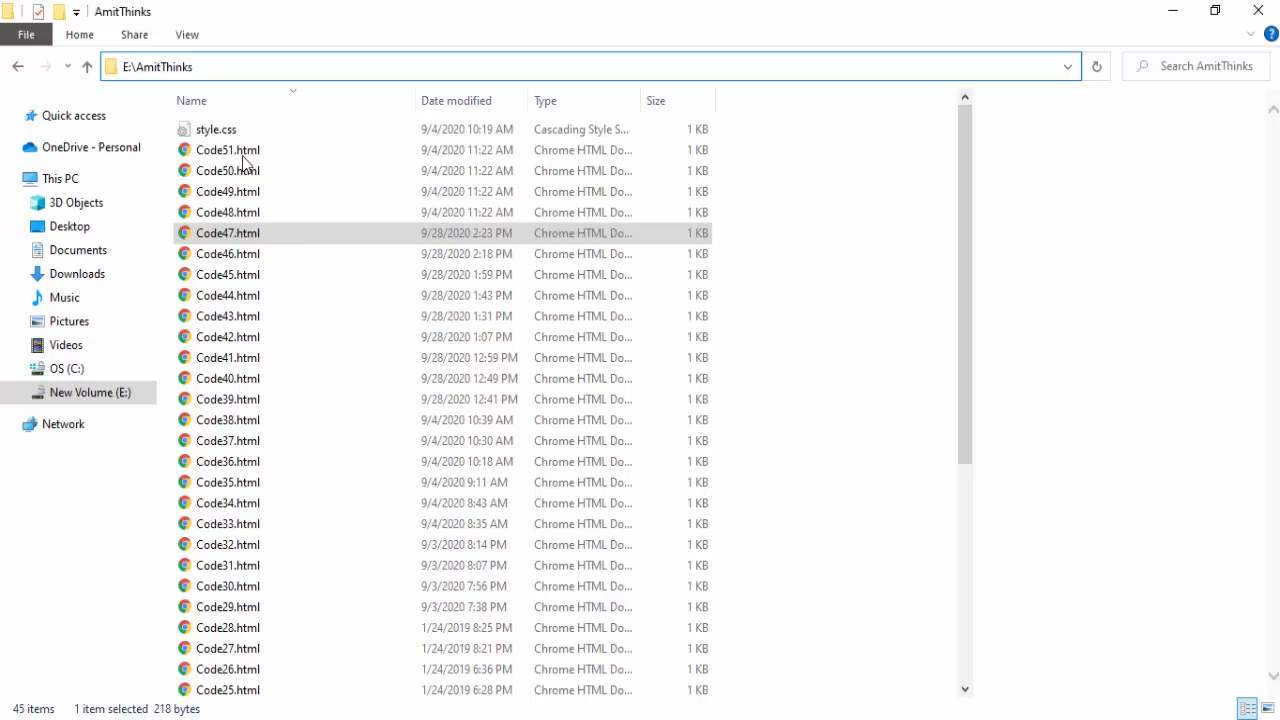 AmitThinks
File Home Share View
E:\AmitThinks Search AmitThinks
Name Date modified Type Size
Quick access
OneDrive - Personal
This PC
3D Objects
Desktop
Documents
Downloads
Music
Pictures
Videos
OS (C:)
New Volume (E:)
Network
style.css 9/4/2020 10:19 AM Cascading Style S... 1 KB
Code51.html 9/4/2020 11:22 AM Chrome HTML Do... 1 KB
Code50.html 9/4/2020 11:22 AM Chrome HTML Do... 1 KB
Code49.html 9/4/2020 11:22 AM Chrome HTML Do... 1 KB
Code48.html 9/4/2020 11:22 AM Chrome HTML Do... 1 KB
Code47.html 9/28/2020 2:23 PM Chrome HTML Do... 1 KB
Code46.html 9/28/2020 2:18 PM Chrome HTML Do... 1 KB
Code45.html 9/28/2020 1:59 PM Chrome HTML Do... 1 KB
Code44.html 9/28/2020 1:43 PM Chrome HTML Do... 1 KB
Code43.html 9/28/2020 1:31 PM Chrome HTML Do... 1 KB
Code42.html 9/28/2020 1:07 PM Chrome HTML Do... 1 KB
Code41.html 9/28/2020 12:59 PM Chrome HTML Do... 1 KB
Code40.html 9/28/2020 12:49 PM Chrome HTML Do... 1 KB
Code39.html 9/28/2020 12:41 PM Chrome HTML Do... 1 KB
Code38.html 9/4/2020 10:39 AM Chrome HTML Do... 1 KB
Code37.html 9/4/2020 10:30 AM Chrome HTML Do... 1 KB
Code36.html 9/4/2020 10:18 AM Chrome HTML Do... 1 KB
Code35.html 9/4/2020 9:11 AM Chrome HTML Do... 1 KB
Code34.html 9/4/2020 8:43 AM Chrome HTML Do... 1 KB
Code33.html 9/4/2020 8:35 AM Chrome HTML Do... 1 KB
Code32.html 9/3/2020 8:14 PM Chrome HTML Do... 1 KB
Code31.html 9/3/2020 8:07 PM Chrome HTML Do... 1 KB
Code30.html 9/3/2020 7:56 PM Chrome HTML Do... 1 KB
Code29.html 9/3/2020 7:38 PM Chrome HTML Do... 1 KB
Code28.html 1/24/2019 8:25 PM Chrome HTML Do... 1 KB
Code27.html 1/24/2019 8:21 PM Chrome HTML Do... 1 KB
Code26.html 1/24/2019 6:36 PM Chrome HTML Do... 1 KB
Code25.html 1/24/2019 6:28 PM Chrome HTML Do... 1 KB
45 items 1 item selected 218 bytes